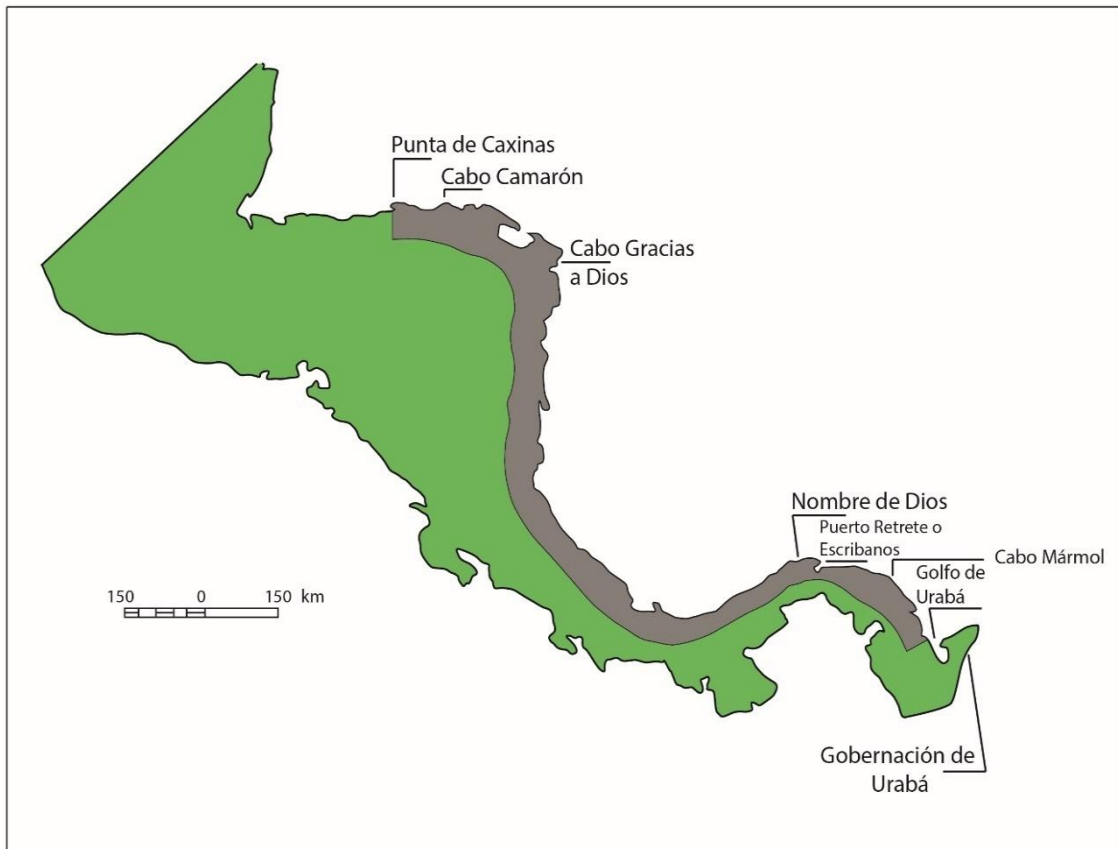 Punta de Caxinas
Cabo Camarón
Cabo Gracias
a Dios
Nombre de Dios
Puerto Retrete o
Escribanos
Cabo Mármol
Golfo de
Urabá
150 0 150 km
Gobernación de
Urabá